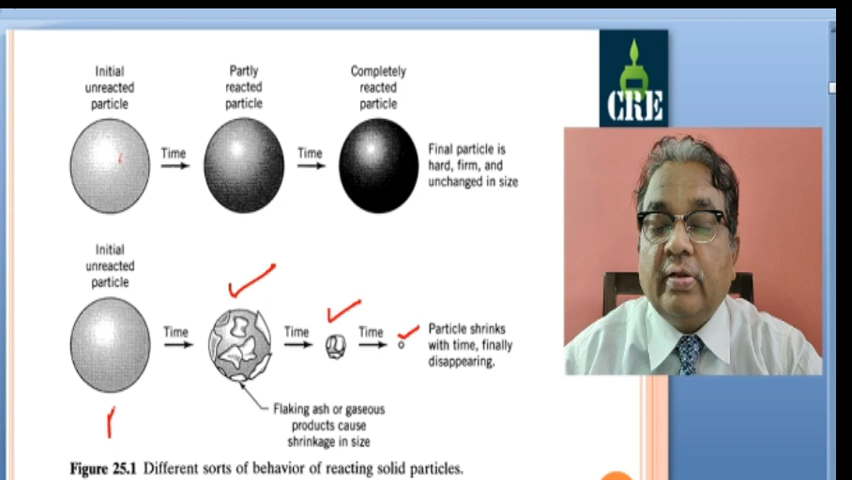 Initial
unreacted
particle
Partly
reacted
particle
Completely
reacted
particle
Time
Time
Final particle is
hard, firm, and
unchanged in size
CRE
Initial
unreacted
particle
Time
Time
Time
Particle shrinks
with time, finally
disappearing.
Flaking ash or gaseous
products cause
shrinkage in size
Figure 25.1 Different sorts of behavior of reacting solid particles.